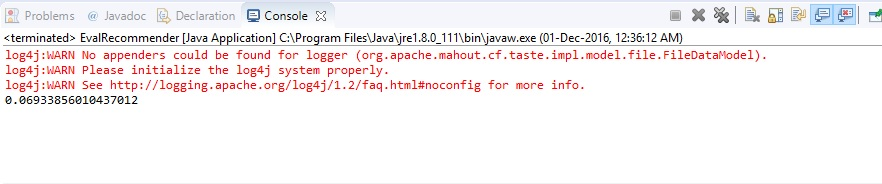 Problems @ Javadoc Declaration Console
<terminated> EvalRecommender [Java Application] C:\Program Files\Java\jre1.8.0_111\bin\javaw.exe (01-Dec-2016, 12:36:12 AM)
log4j:WARN No appenders could be found for logger (org.apache.mahout.cf.taste.impl.model.file.FileDataModel).
log4j:WARN Please initialize the log4j system properly.
log4j:WARN See http://logging.apache.org/log4j/1.2/faq.html#noconfig for more info.
0.06933856010437012